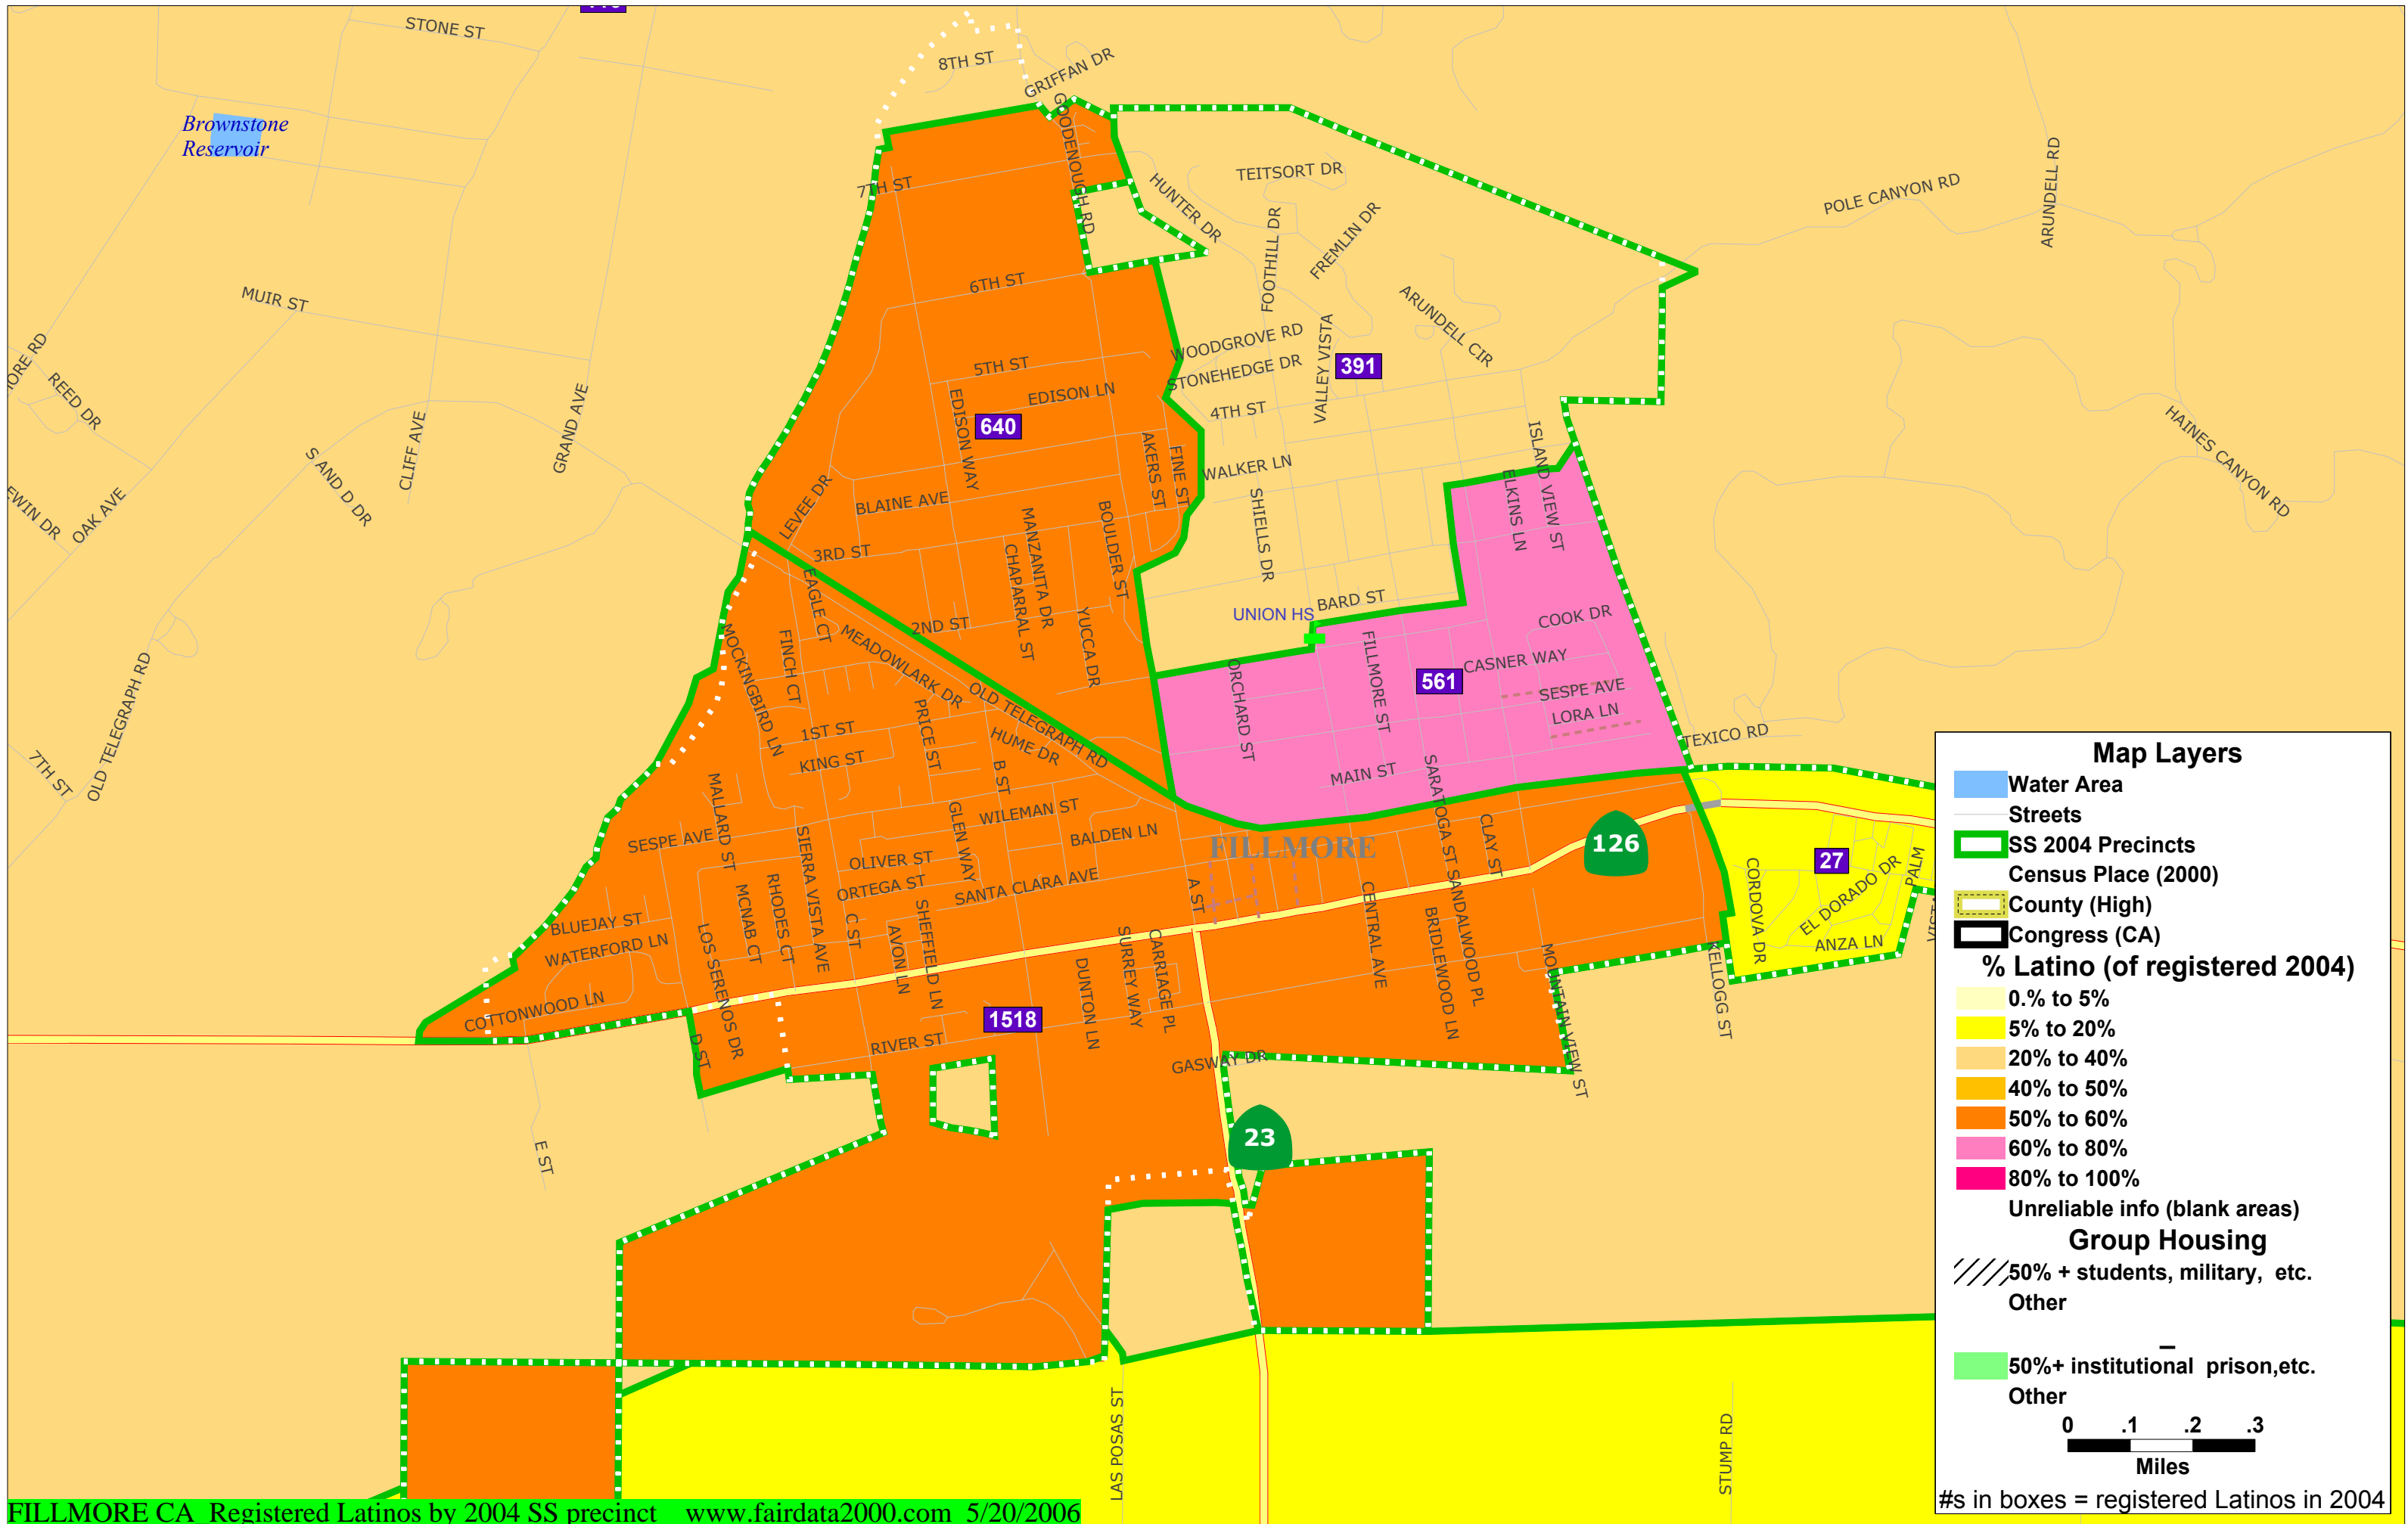 STONE ST
8TH ST
GRIFFAN DR
Brownstone
Reservoir
GOODENOUGH RD
7TH ST
HUNTER DR
TEITSORT DR
FOOTHILL DR
FREMLIN DR
POLE CANYON RD
ARUNDELL RD
MUIR ST
6TH ST
ARUNDELL CIR
WOODGROVE RD
STONEHEDGE DR
VALLEY VISTA
391
REED DR
5TH ST
EDISON LN
EDISON WAY
640
4TH ST
CLIFF AVE
GRAND AVE
HAINES CANYON RD
AKERS ST
FINE ST
WALKER LN
ISLAND VIEW ST
ELKINS LN
S AND D DR
OAK AVE
LEVEE DR
BLAINE AVE
MANZANITA DR
BOULDER ST
SHIELLS DR
3RD ST
CHAPARRAL ST
EAGLE CT
BARD ST
UNION HS
COOK DR
2ND ST
YUCCA DR
FINCH CT
MEADOWLARK DR
MOCKINGBIRD LN
ORCHARD ST
FILLMORE ST
561
CASNER WAY
SESPE AVE
LORA LN
OLD TELEGRAPH RD
OLD TELEGRAPH RD
PRICE ST
1ST ST
HUME DR
KING ST
B ST
MAIN ST
TEXICO RD
7TH ST
MALLARD ST
SARATOGA ST
GLEN WAY
WILEMAN ST
BALDEN LN
SESPE AVE
SIERRA VISTA AVE
OLIVER ST
FILLMORE
CLAY ST
126
27
ORTEGA ST
SANTA CLARA AVE
A ST
CENTRAL AVE
SANDALWOOD PL
CORDOVA DR
EL DORADO DR
PALM
MCNAB CT
RHODES CT
C ST
SHEFFIELD LN
AVON LN
BLUEJAY ST
WATERFORD LN
LOS SERENOS DR
SURREY WAY
CARRIAGE PL
BRIDLEWOOD LN
MOUNTAIN VIEW ST
KELLOGG ST
ANZA LN
COTTONWOOD LN
DUNTON LN
1518
D ST
RIVER ST
GASWAY DR
23
E ST
LAS POSAS ST
STUMP RD
Map Layers
Water Area
Streets
SS 2004 Precincts
Census Place (2000)
County (High)
Congress (CA)
% Latino (of registered 2004)
0.% to 5%
5% to 20%
20% to 40%
40% to 50%
50% to 60%
60% to 80%
80% to 100%
Unreliable info (blank areas)
Group Housing
50% + students, military, etc.
Other
50%+ institutional prison,etc.
Other
0 .1 .2 .3
Miles
#s in boxes = registered Latinos in 2004
FILLMORE CA Registered Latinos by 2004 SS precinct www.fairdata2000.com 5/20/2006